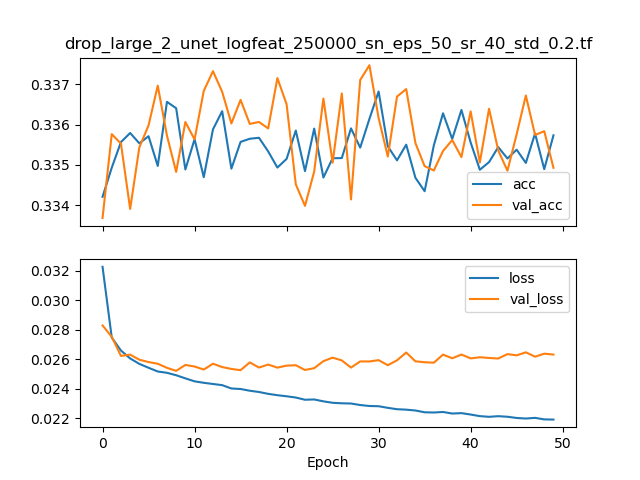 drop_large_2_unet_logfeat_250000_sn_eps_50_sr_40_std_0.2.tf
0.337
0.336
0.335
0.334
acc
val_acc
0.032
0.030
0.028
0.026
0.024
0.022
loss
val_loss
0 10 20 30 40 50
Epoch